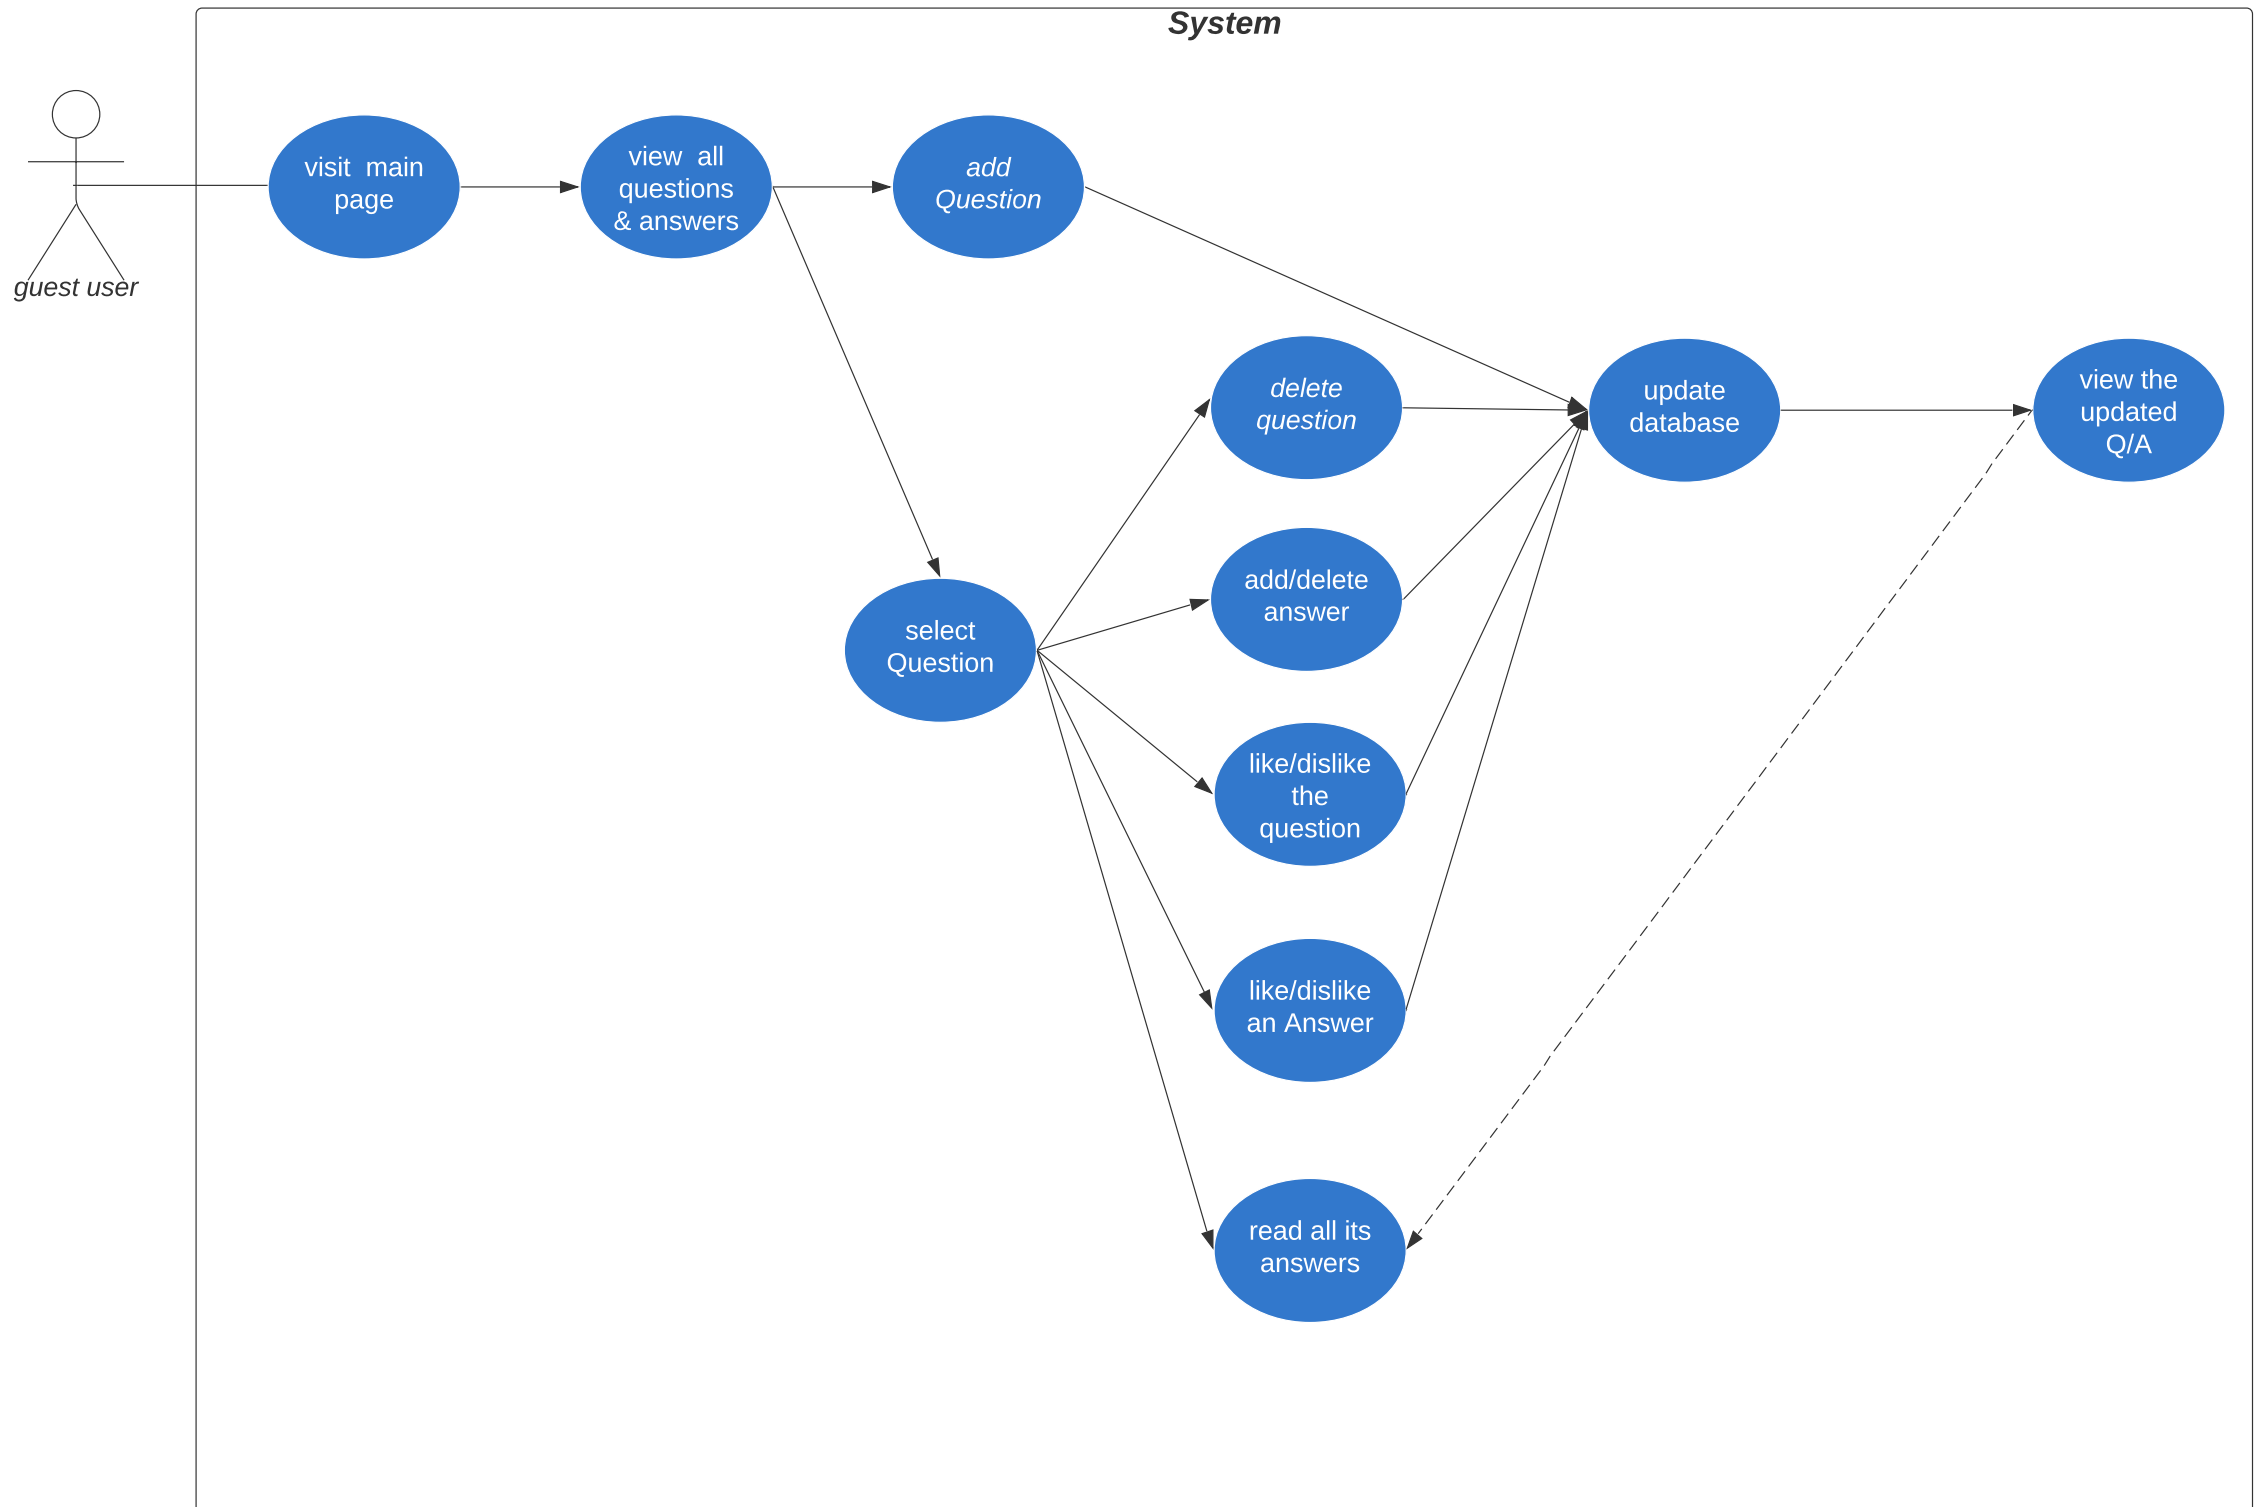 System
guest user
visit  main
page
view  all
questions
& answers
add
Question
delete
question
update
database
view the
updated
Q/A
add/delete
answer
select
Question
like/dislike
the
question
like/dislike
an Answer
read all its
answers